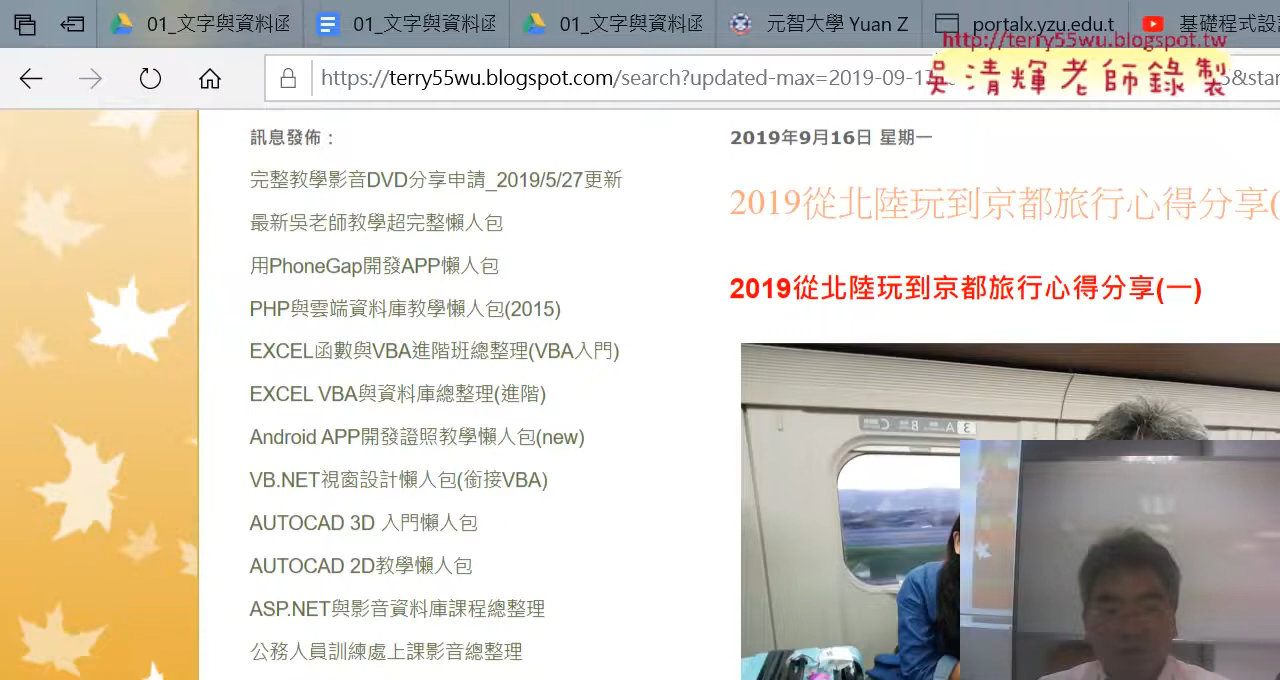 01_文字與資料函
01_文字與資料函
01_文字與資料函
元智大學 Yuan Z
portalx.yzu.edu.t
基礎程式設
http://terry55wu.blogspot.tw
吳清輝老師錄製
https://terry55wu.blogspot.com/search?updated-max=2019-09-1
5&star
訊息發佈：
完整教學影音DVD分享申請_2019/5/27更新
最新吳老師教學超完整懶人包
用PhoneGap開發APP懶人包
PHP與雲端資料庫教學懶人包(2015)
EXCEL函數與VBA進階班總整理(VBA入門)
EXCEL VBA與資料庫總整理(進階)
Android APP開發證照教學懶人包(new)
VB.NET視窗設計懶人包(銜接VBA)
AUTOCAD 3D 入門懶人包
AUTOCAD 2D教學懶人包
ASP.NET與影音資料庫課程總整理
公務人員訓練處上課影音總整理
2019年9月16日 星期一
2019從北陸玩到京都旅行心得分享(
2019從北陸玩到京都旅行心得分享(一)